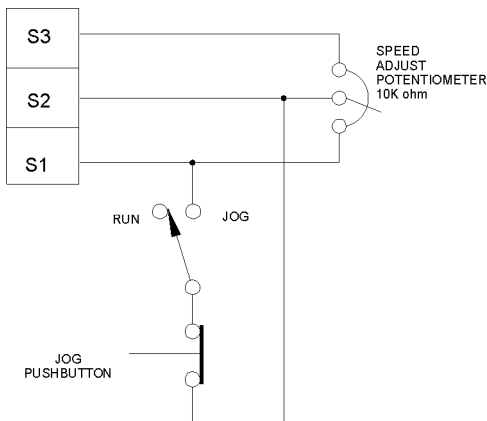 S3
SPEED
ADJUST
POTENTIOMETER
10K ohm
S2
S1
RUN
JOG
JOG
PUSHBUTTON